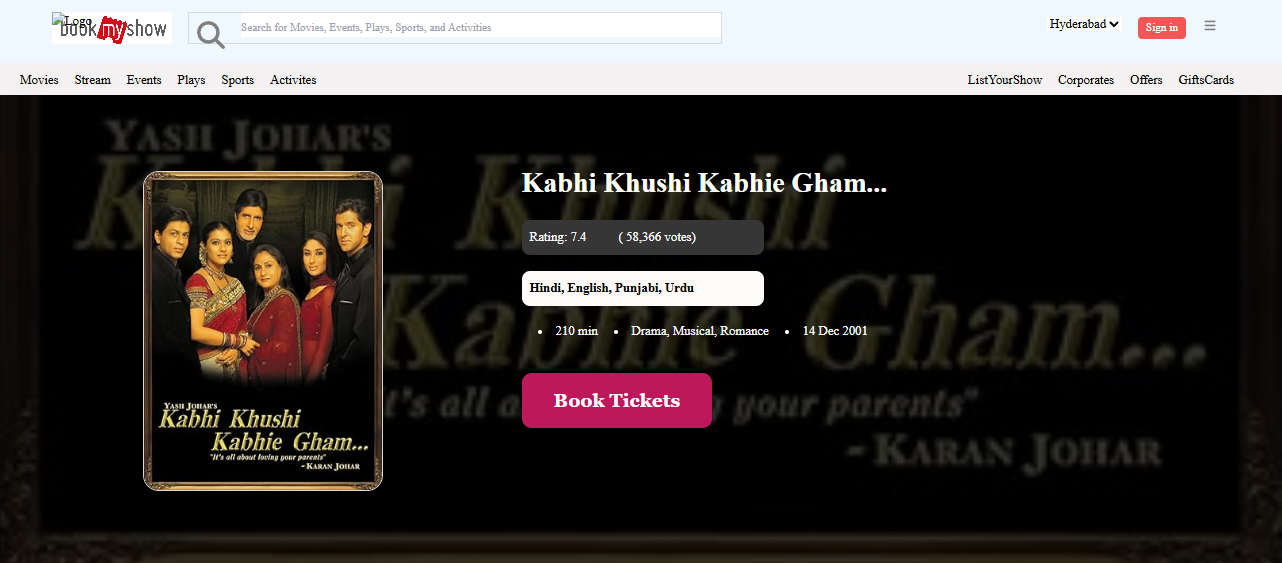 Logo
book my show
Search for Movies, Events, Plays, Sports, and Activities
Hyderabad
Sign in
Movies Stream Events Plays Sports Activites
ListYourShow Corporates Offers GiftsCards
YASH JOHAR'S
Kabhi Khushi
Kabhie Gham...
"It's all about loving your parents"
- KARAN JOHAR
Kabhi Khushi Kabhie Gham...
Rating: 7.4 ( 58,366 votes)
Hindi, English, Punjabi, Urdu
• 210 min • Drama, Musical, Romance • 14 Dec 2001
Book Tickets
YASH JOHAR'S
Kabhi Khushi
Kabhie Gham...
"It's all about loving your parents"
- KARAN JOHAR